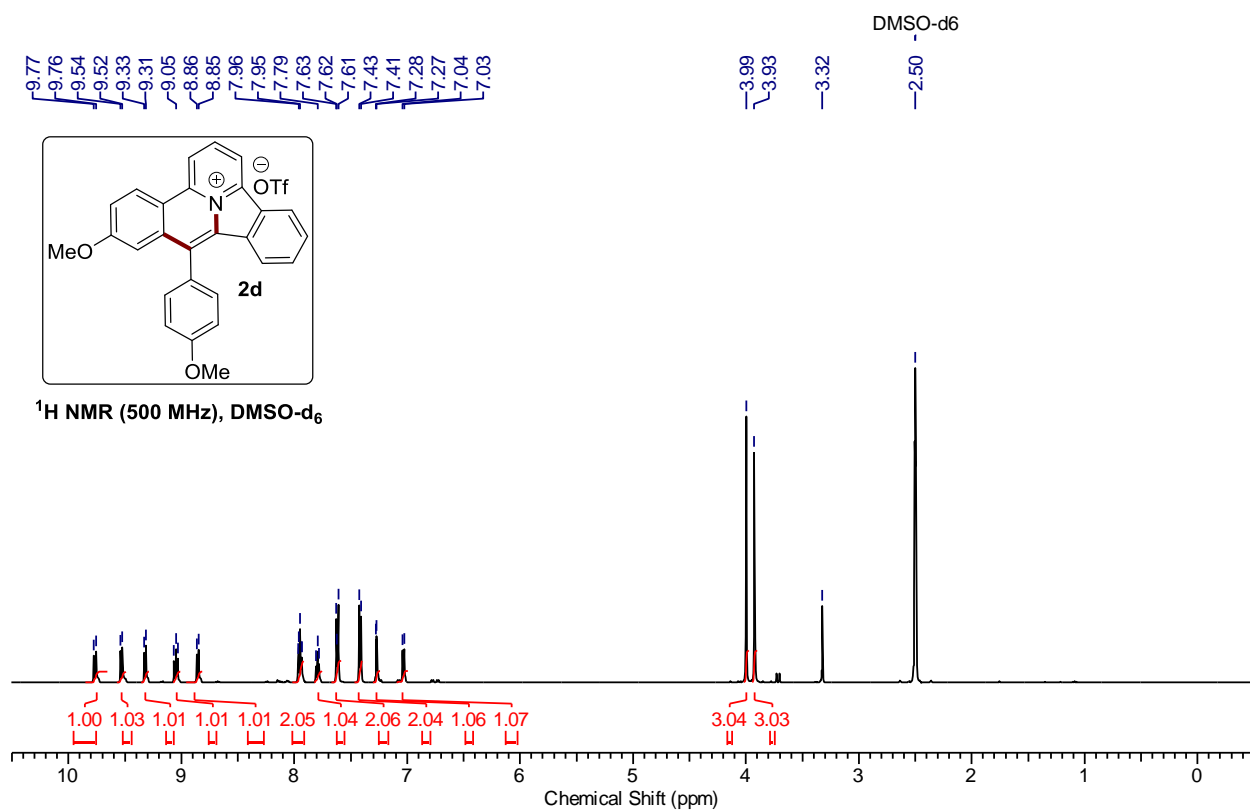 DMSO-d6
9.77 9.76 9.54 9.52 9.33 9.31 9.05 8.86 8.85 7.96 7.95 7.79 7.63 7.62 7.61 7.43 7.41 7.28 7.27 7.04 7.03 3.99 3.93 3.32 2.50
⊖
⊕ OTf
N
MeO
2d
OMe
¹H NMR (500 MHz), DMSO-d₆
1.00 1.03 1.01 1.01 1.01 2.05 1.04 2.06 2.04 1.06 1.07 3.04 3.03
10 9 8 7 6 5 4 3 2 1 0
Chemical Shift (ppm)